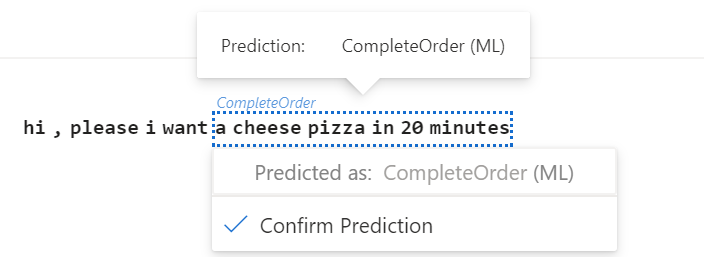 Prediction: CompleteOrder (ML)
CompleteOrder
hi , please i want a cheese pizza in 20 minutes
Predicted as: CompleteOrder (ML)
Confirm Prediction